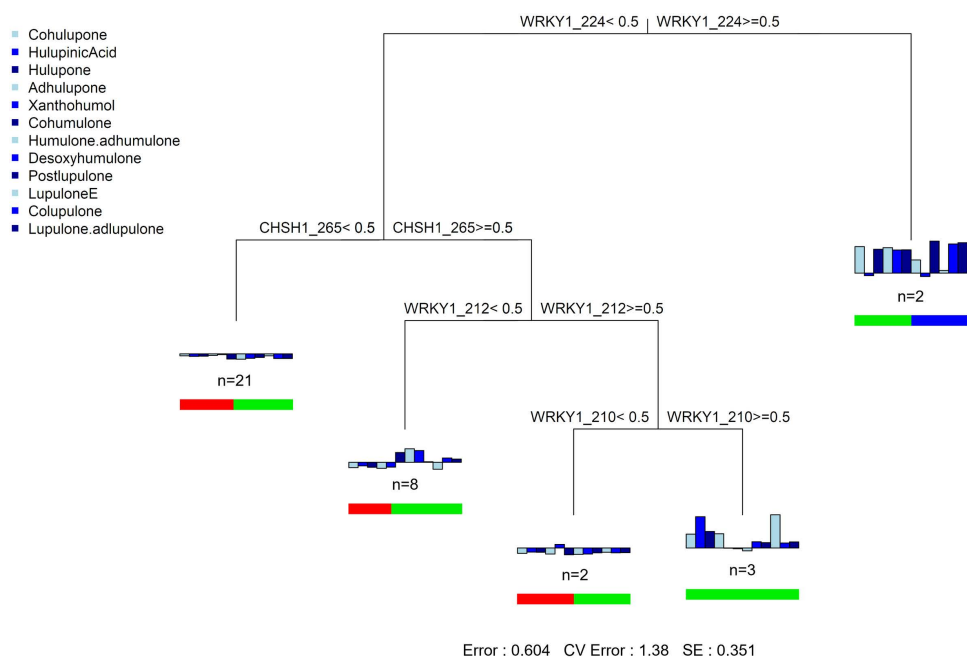 WRKY1_224< 0.5 WRKY1_224>=0.5
Cohulupone
HulupinicAcid
Hulupone
Adhulupone
Xanthohumol
Cohumulone
Humulone.adhumulone
Desoxyhumulone
Postlupulone
LupuloneE
Colupulone
Lupulone.adlupulone
CHSH1_265< 0.5 CHSH1_265>=0.5
n=2
WRKY1_212< 0.5 WRKY1_212>=0.5
n=21
WRKY1_210< 0.5 WRKY1_210>=0.5
n=8
n=2
n=3
Error : 0.604 CV Error : 1.38 SE : 0.351